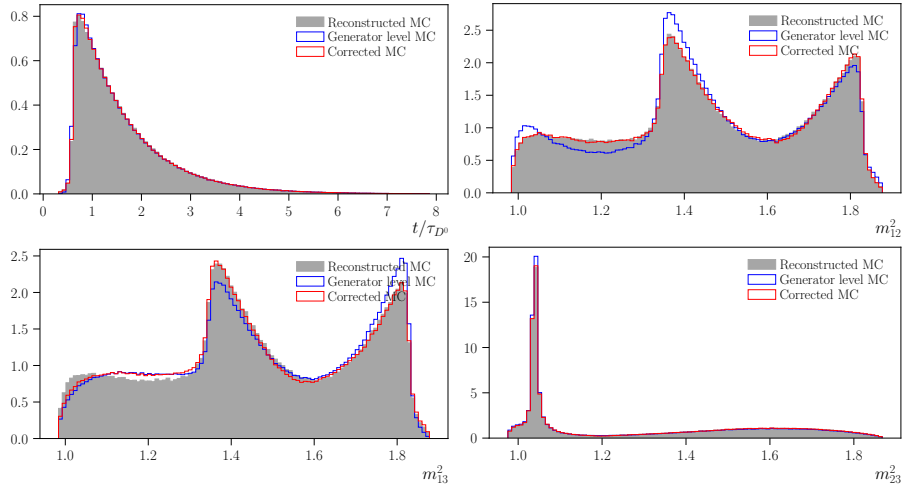 Reconstructed MC
Generator level MC
Corrected MC
0.8
0.6
0.4
0.2
0.0
0 1 2 3 4 5 6 7 8
t/τ_{D^0}
Reconstructed MC
Generator level MC
Corrected MC
2.5
2.0
1.5
1.0
0.5
0.0
1.0 1.2 1.4 1.6 1.8
m^2_{12}
Reconstructed MC
Generator level MC
Corrected MC
2.5
2.0
1.5
1.0
0.5
0.0
1.0 1.2 1.4 1.6 1.8
m^2_{13}
Reconstructed MC
Generator level MC
Corrected MC
20
15
10
5
0
1.0 1.2 1.4 1.6 1.8
m^2_{23}